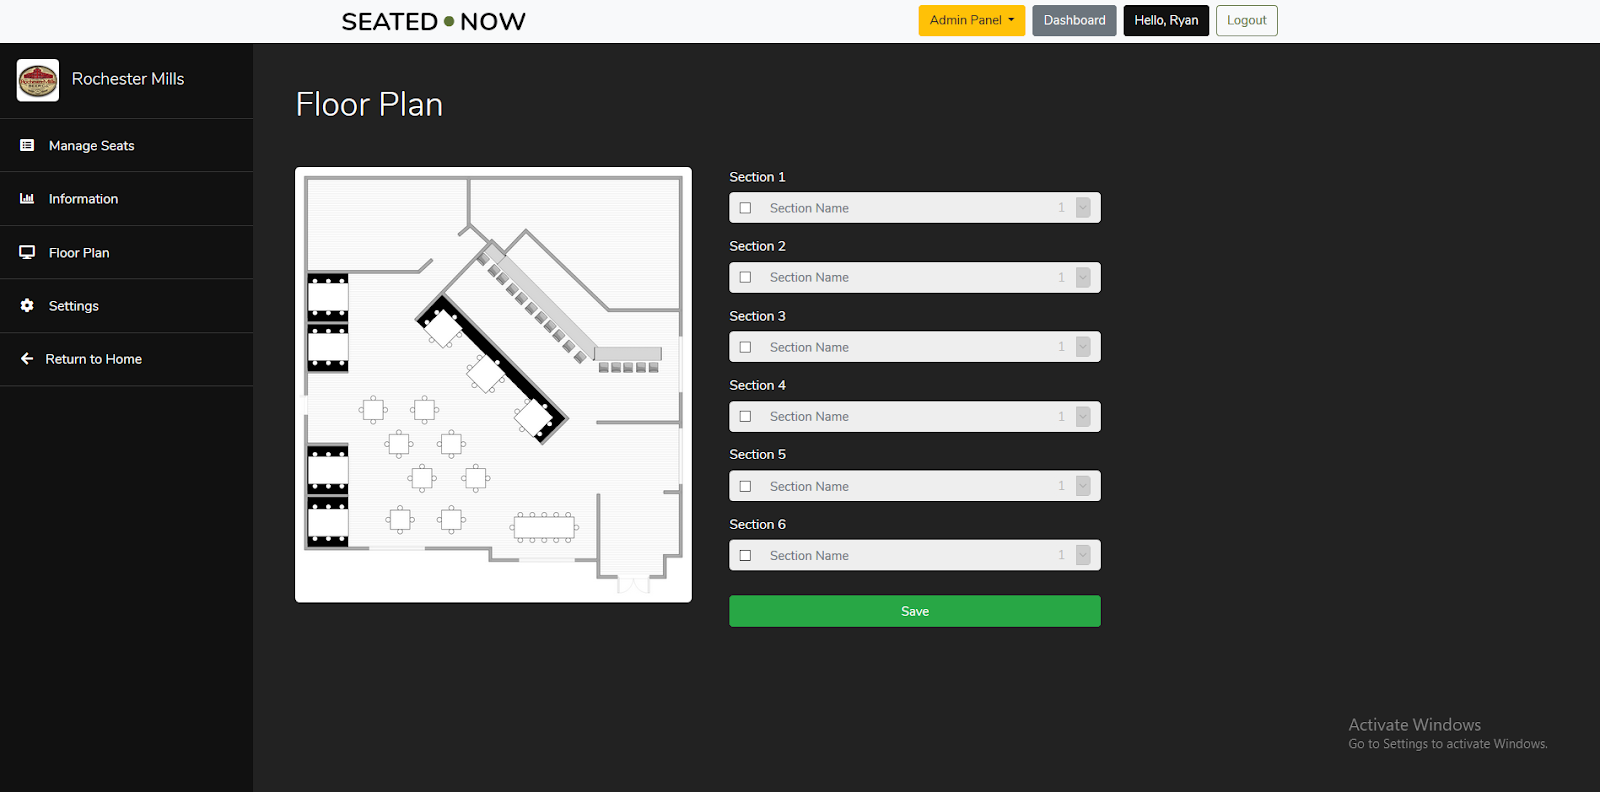 SEATED NOW
Admin Panel
Dashboard
Hello, Ryan
Logout
Rochester Mills
Manage Seats
Information
Floor Plan
Settings
Return to Home
Floor Plan
Section 1
Section Name 1
Section 2
Section Name 1
Section 3
Section Name 1
Section 4
Section Name 1
Section 5
Section Name 1
Section 6
Section Name 1
Save
Activate Windows
Go to Settings to activate Windows.